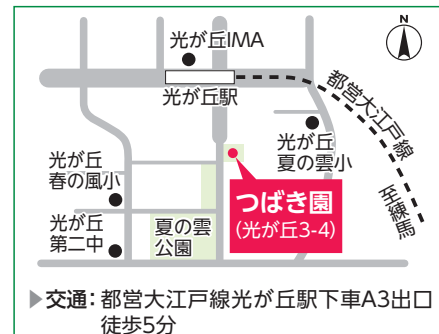 N
光が丘IMA
光が丘駅
都営大江戸線
至練馬
光が丘
夏の雲小
光が丘
春の風小
つばき園
(光が丘3-4)
光が丘
第二中
夏の雲
公園
▶交通：都営大江戸線光が丘駅下車A3出口
徒歩5分